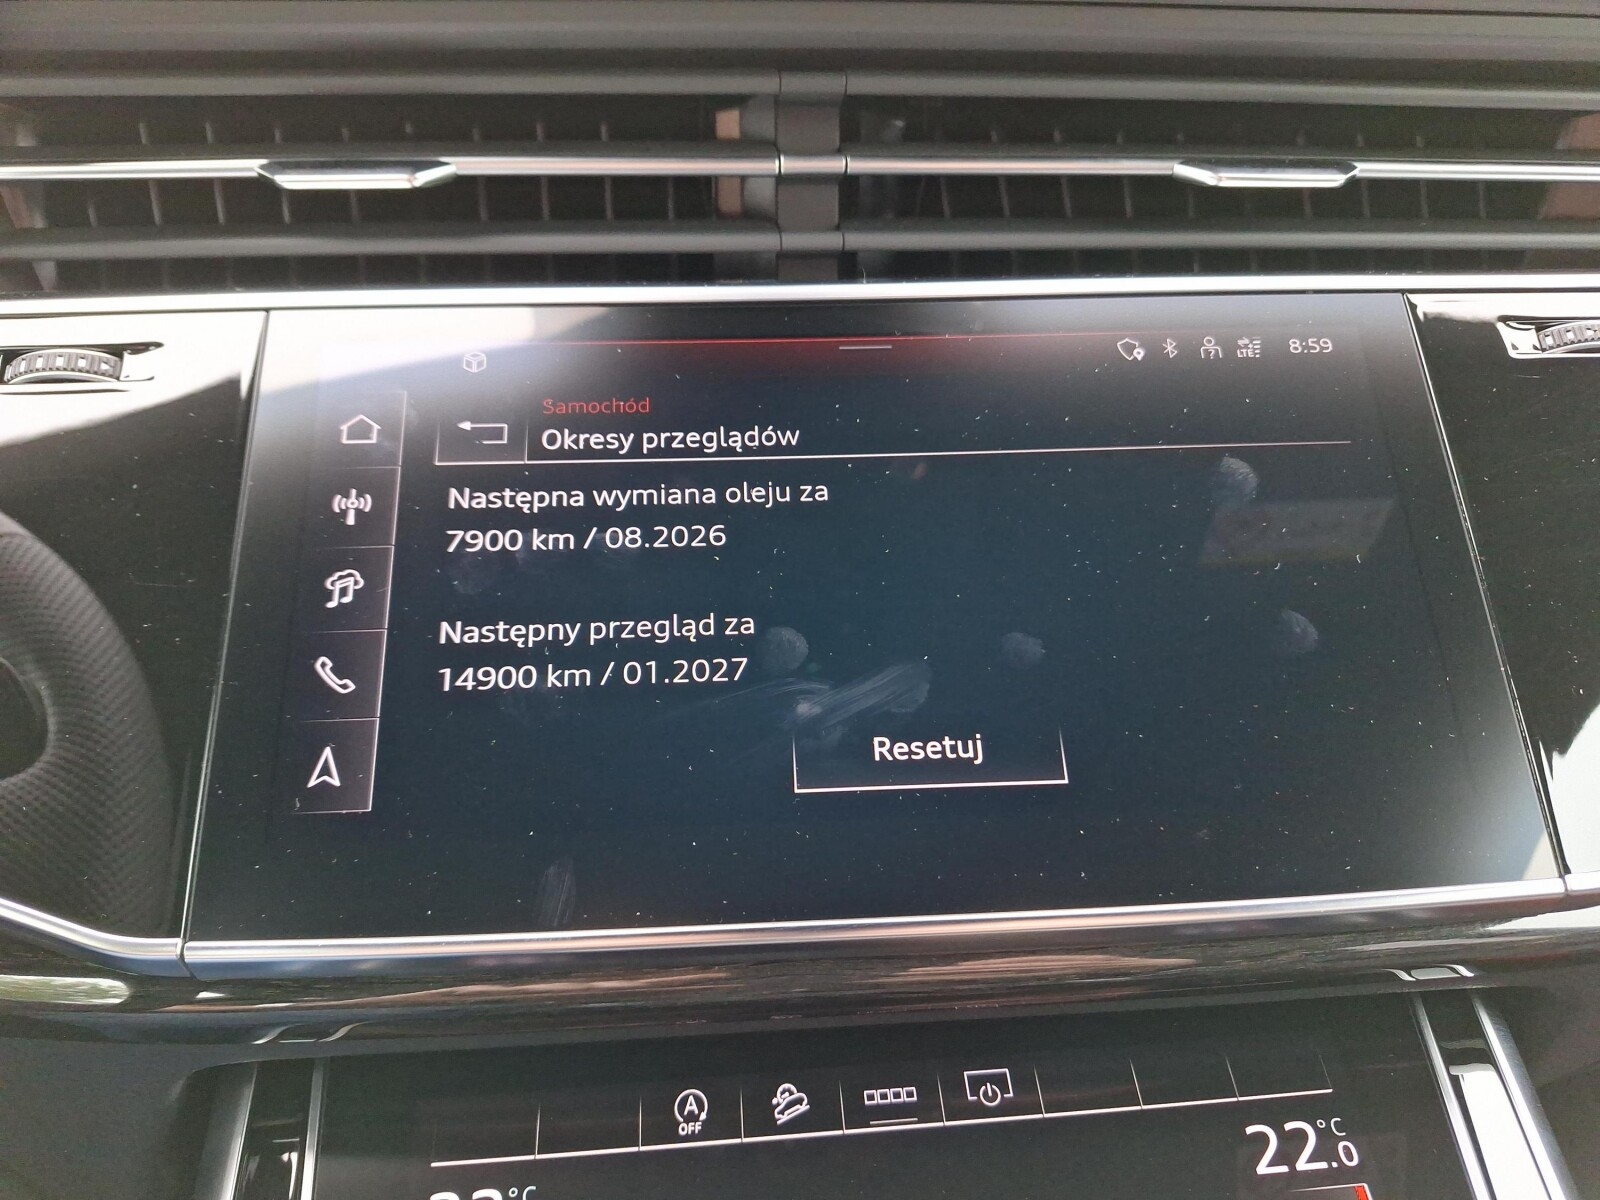 LTE 8:59
Samochód
Okresy przeglądów
Następna wymiana oleju za
7900 km / 08.2026
Następny przegląd za
14900 km / 01.2027
Resetuj
A
OFF
22.0 °C
°C